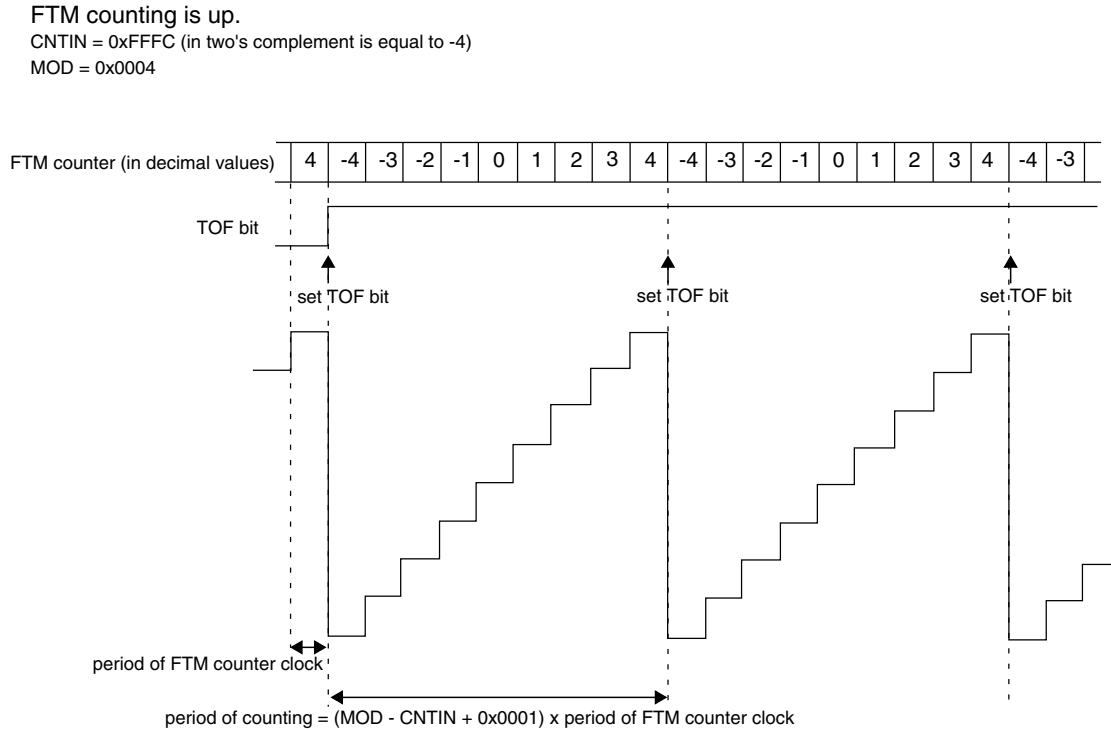 FTM counting is up.
CNTIN = 0xFFFC (in two's complement is equal to -4)
MOD = 0x0004
FTM counter (in decimal values) 4 -4 -3 -2 -1 0 1 2 3 4 -4 -3 -2 -1 0 1 2 3 4 -4 -3
TOF bit
set TOF bit set TOF bit set TOF bit
period of FTM counter clock
period of counting = (MOD - CNTIN + 0x0001) x period of FTM counter clock